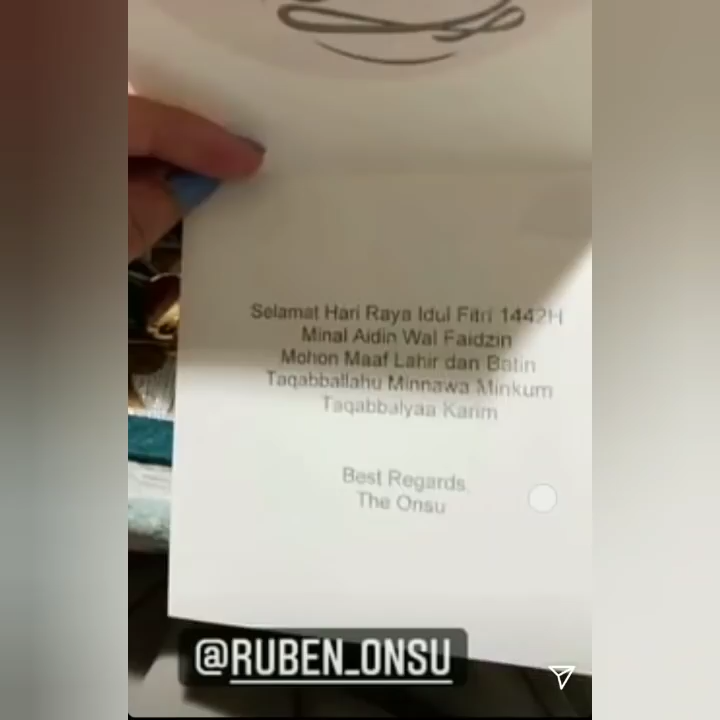 Selamat Hari Raya Idul Fitri 1442H
Minal Aidin Wal Faidzin
Mohon Maaf Lahir dan Batin
Taqabballahu Minnawa Minkum
Taqabbalyaa Karim
Best Regards,
The Onsu
@RUBEN_ONSU